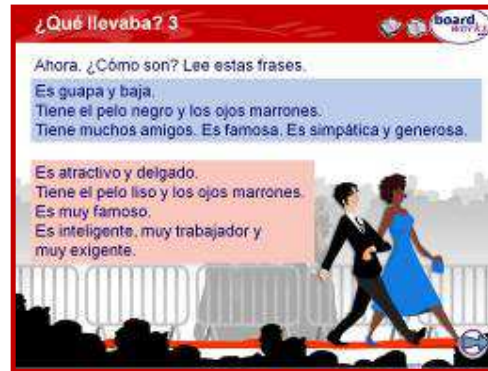 ¿Qué llevaba? 3
board
works
Ahora. ¿Cómo son? Lee estas frases.
Es guapa y baja.
Tiene el pelo negro y los ojos marrones.
Tiene muchos amigos. Es famosa. Es simpática y generosa.
Es atractivo y delgado.
Tiene el pelo liso y los ojos marrones.
Es muy famoso.
Es inteligente, muy trabajador y
muy exigente.